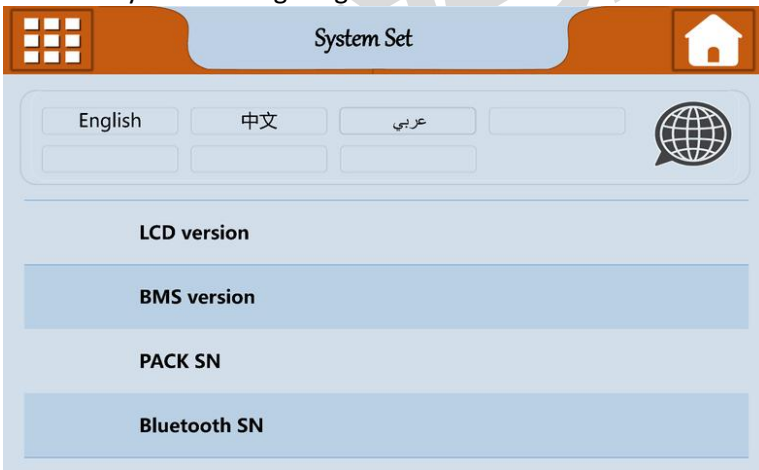 System Set
English 中文 عربي
LCD version
BMS version
PACK SN
Bluetooth SN